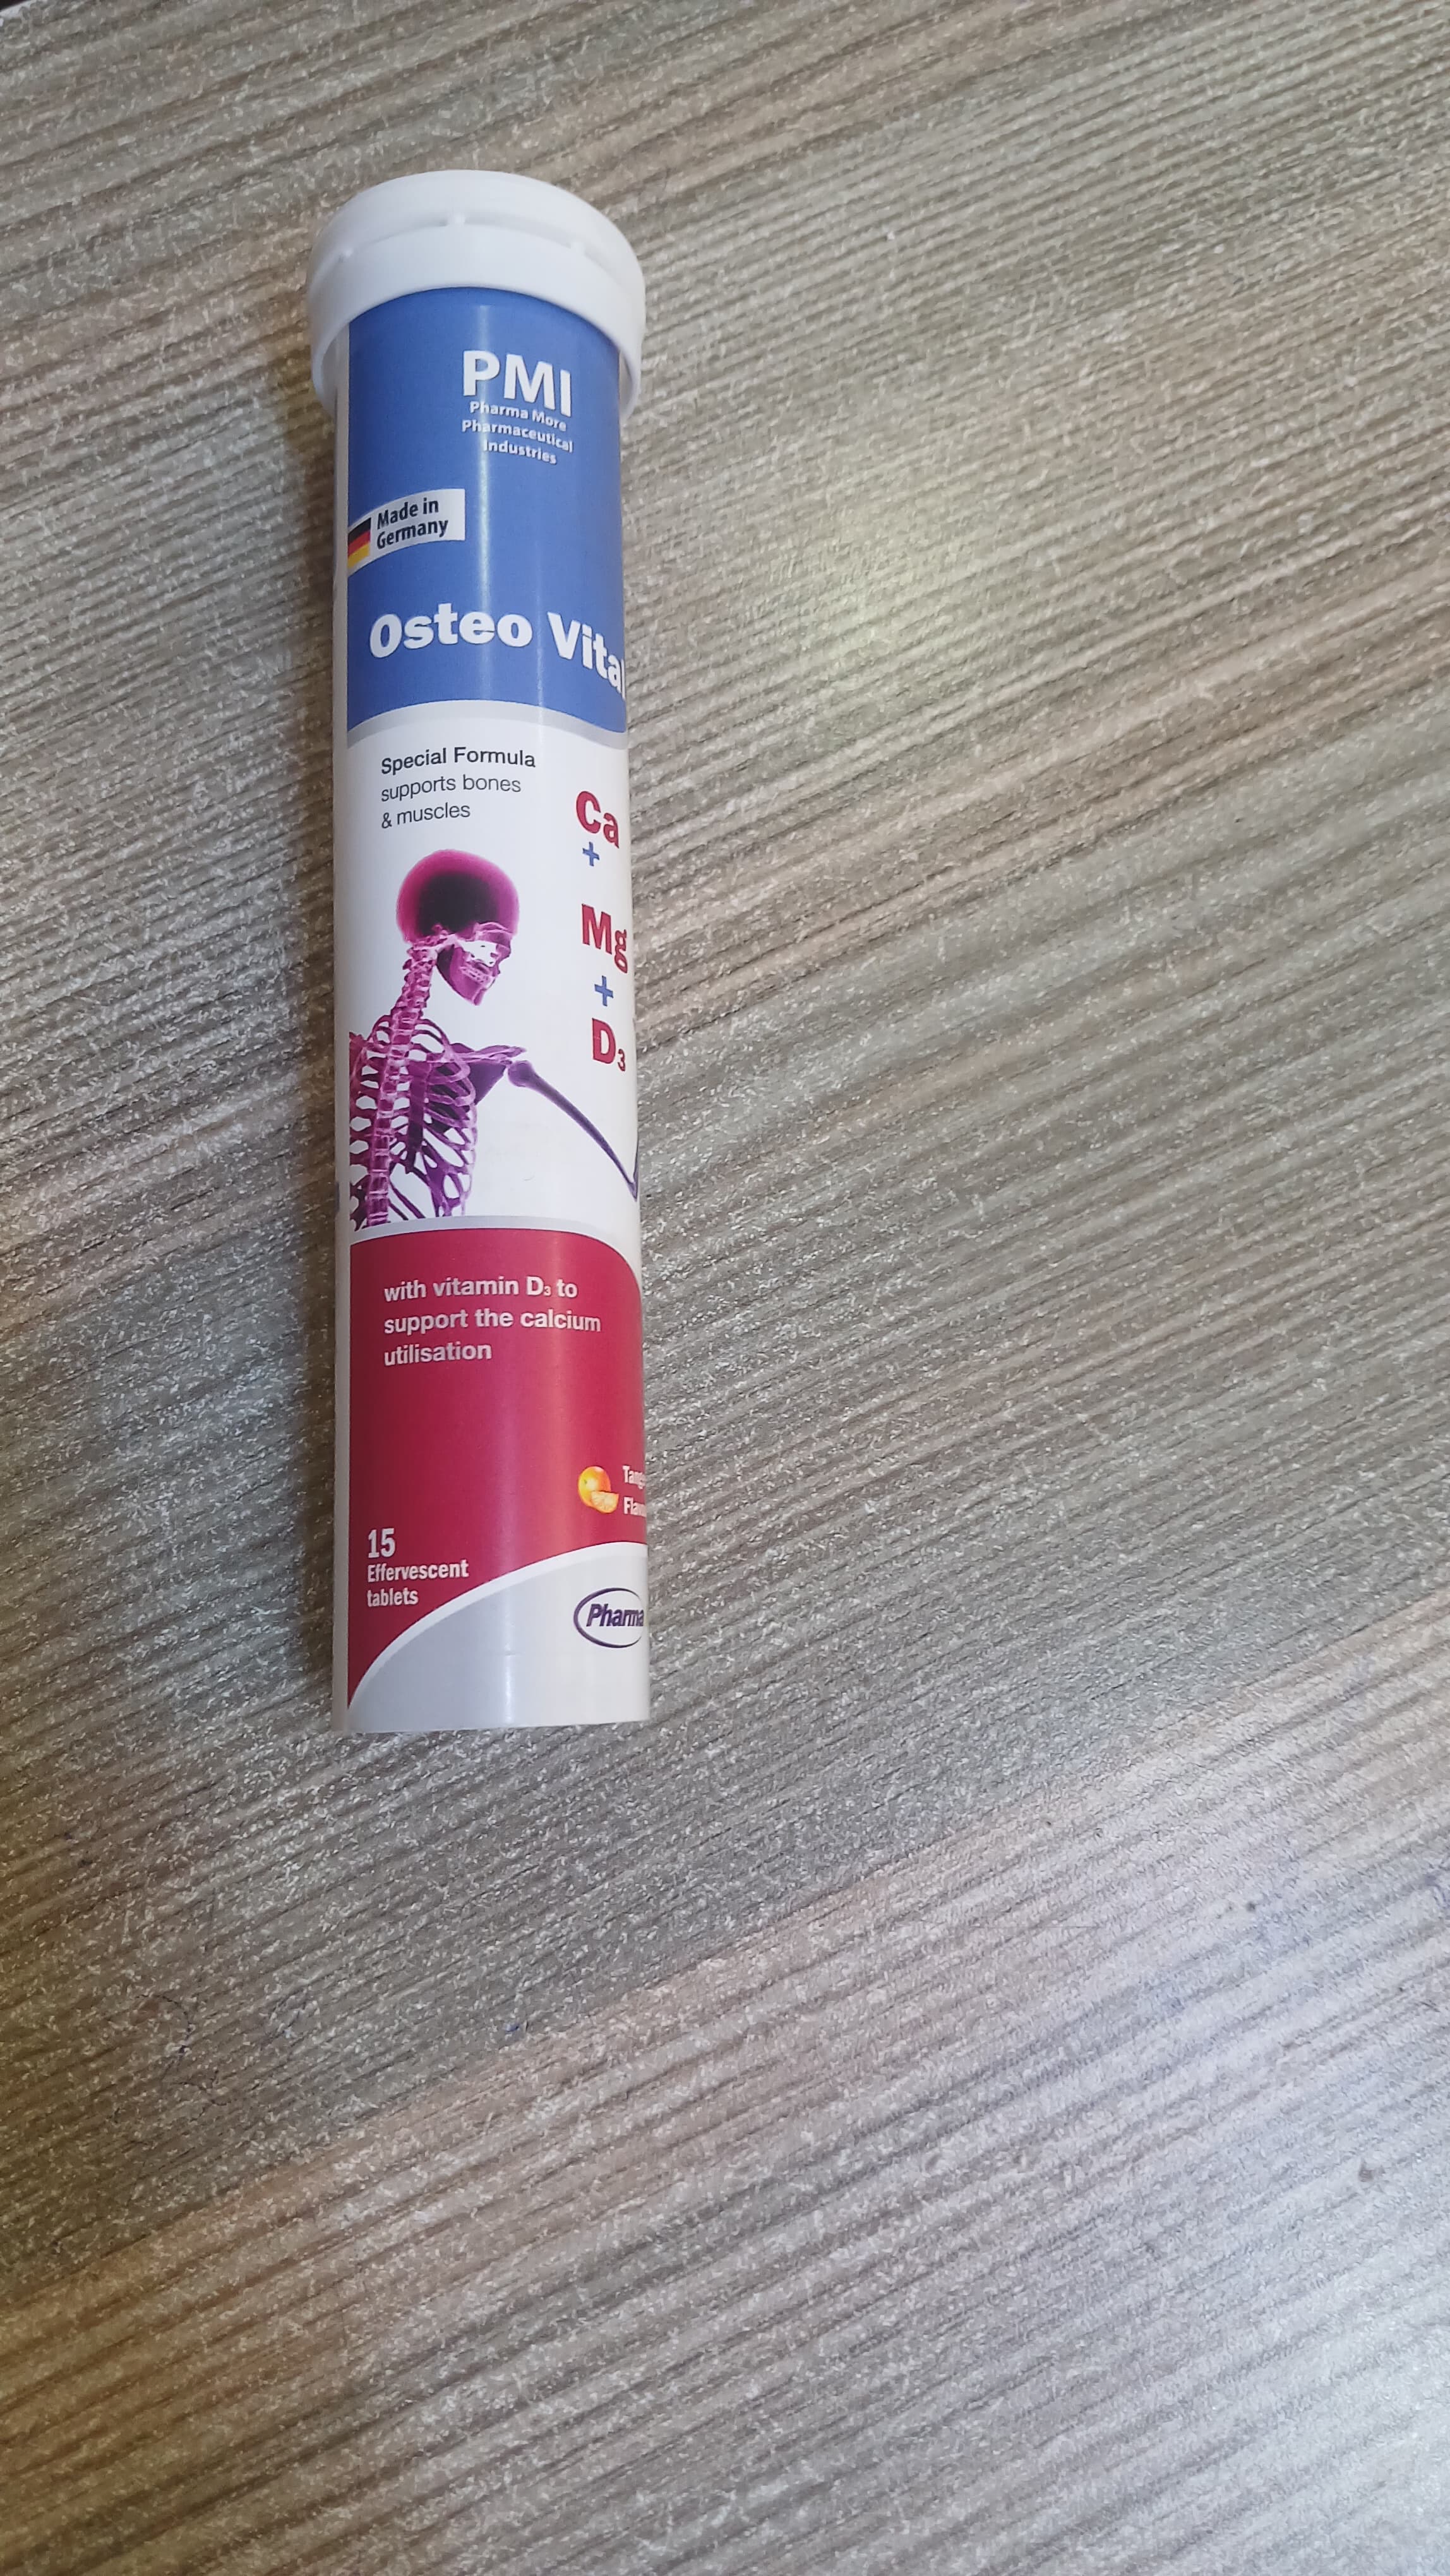 PMI
Pharma More
Pharmaceutical
Industries
Made in
Germany
Osteo Vital
Special Formula
supports bones
& muscles
Ca
+
Mg
+
D₃
with vitamin D₃ to
support the calcium
utilisation
15
Effervescent
tablets
Pharma